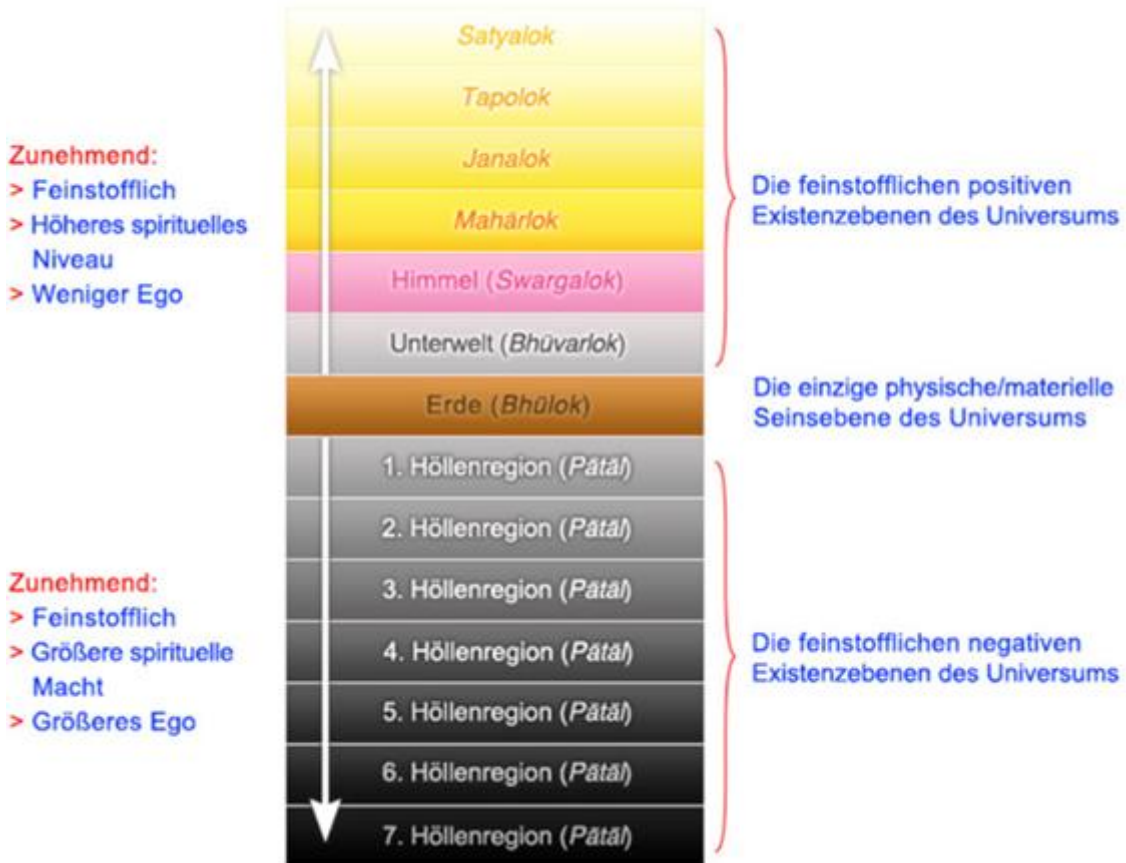 Satyalok
Tapolok
Janalok
Mahārlok
Himmel (Swargalok)
Unterwelt (Bhūvarlok)
Erde (Bhūlok)
1. Höllenregion (Pātāl)
2. Höllenregion (Pātāl)
3. Höllenregion (Pātāl)
4. Höllenregion (Pātāl)
5. Höllenregion (Pātāl)
6. Höllenregion (Pātāl)
7. Höllenregion (Pātāl)
Zunehmend:
> Feinstofflich
> Höheres spirituelles
Niveau
> Weniger Ego
Zunehmend:
> Feinstofflich
> Größere spirituelle
Macht
> Größeres Ego
Die feinstofflichen positiven
Existenzebenen des Universums
Die einzige physische/materielle
Seinsebene des Universums
Die feinstofflichen negativen
Existenzebenen des Universums